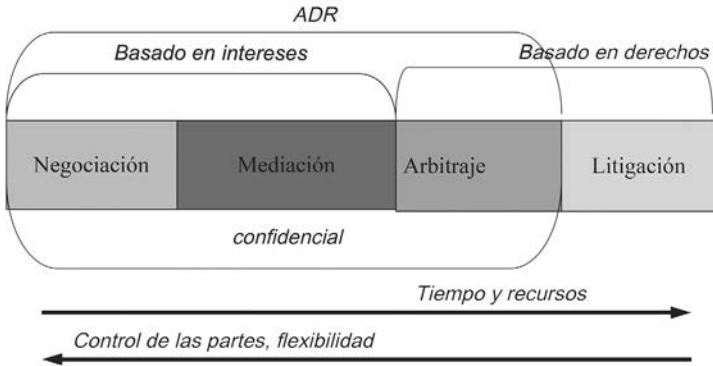 ADR
Basado en intereses
Basado en derechos
Negociación
Mediación
Arbitraje
Litigación
confidencial
Tiempo y recursos
Control de las partes, flexibilidad